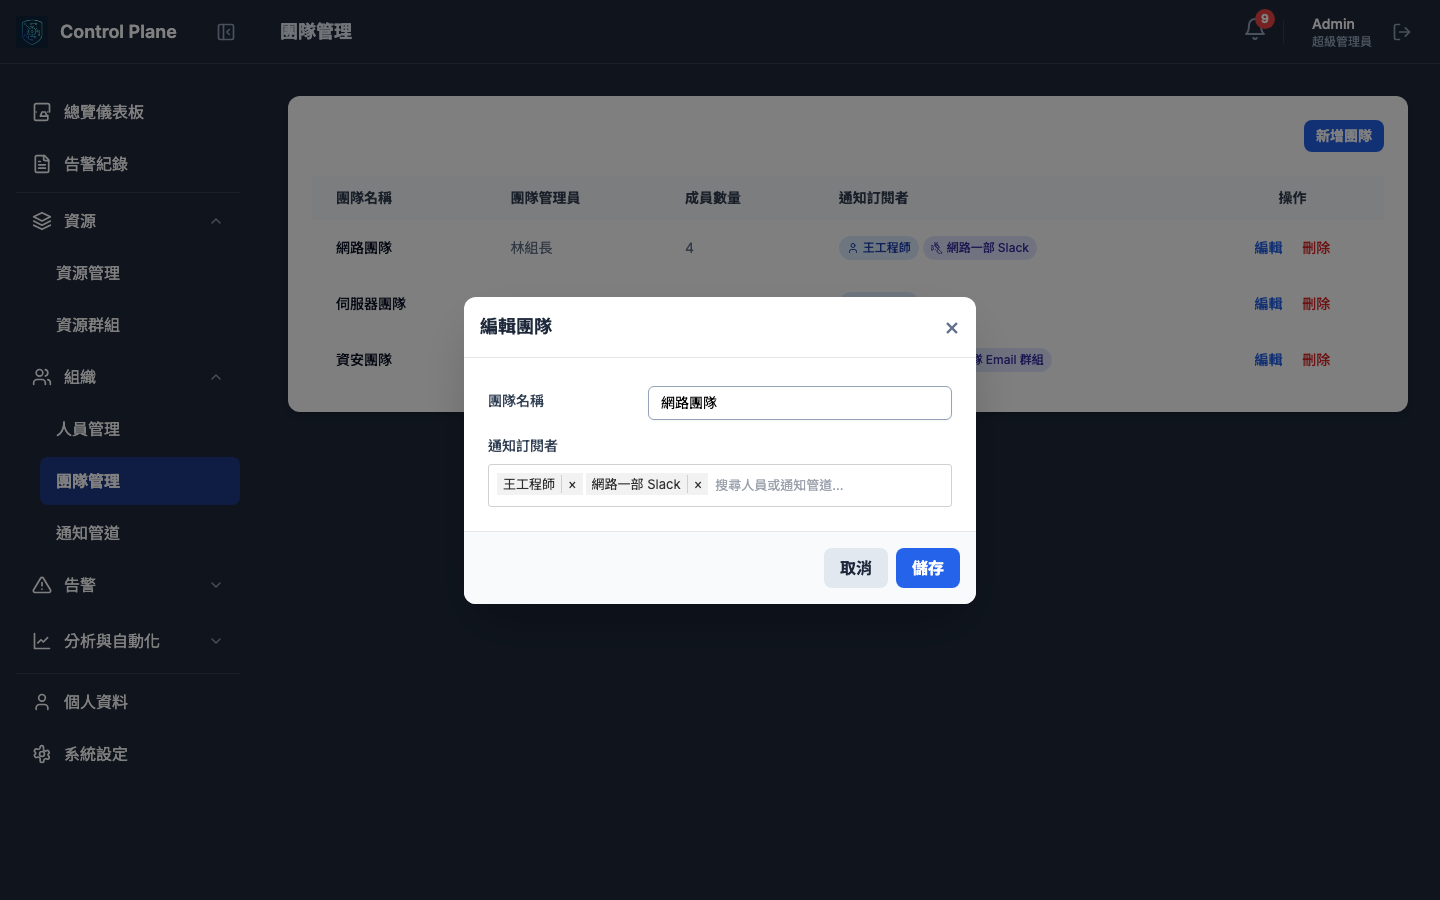 Control Plane
團隊管理
9
Admin
超級管理員
總覽儀表板
告警紀錄
資源
資源管理
資源群組
組織
人員管理
團隊管理
通知管道
告警
分析與自動化
個人資料
系統設定
新增團隊
團隊名稱 團隊管理員 成員數量 通知訂閱者 操作
網路團隊 林組長 4 王工程師 網路一部 Slack 編輯 刪除
伺服器團隊 編輯 刪除
資安團隊 Email 群組 編輯 刪除
編輯團隊 ×
團隊名稱 網路團隊
通知訂閱者
王工程師 × 網路一部 Slack × 搜尋人員或通知管道...
取消 儲存